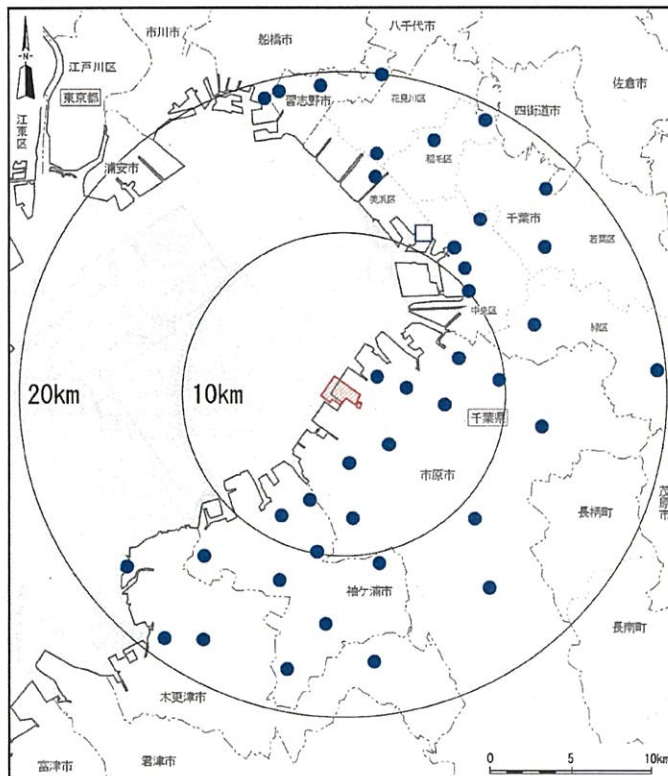 N
市川市
船橋市
八千代市
江戸川区
東京都
江東区
浦安市
習志野市
花見川区
四街道市
佐倉市
稲毛区
美浜区
千葉市
若葉区
中央区
緑区
20km
10km
千葉県
市原市
茂原市
長柄町
袖ケ浦市
長南町
木更津市
富津市
君津市
0 5 10km